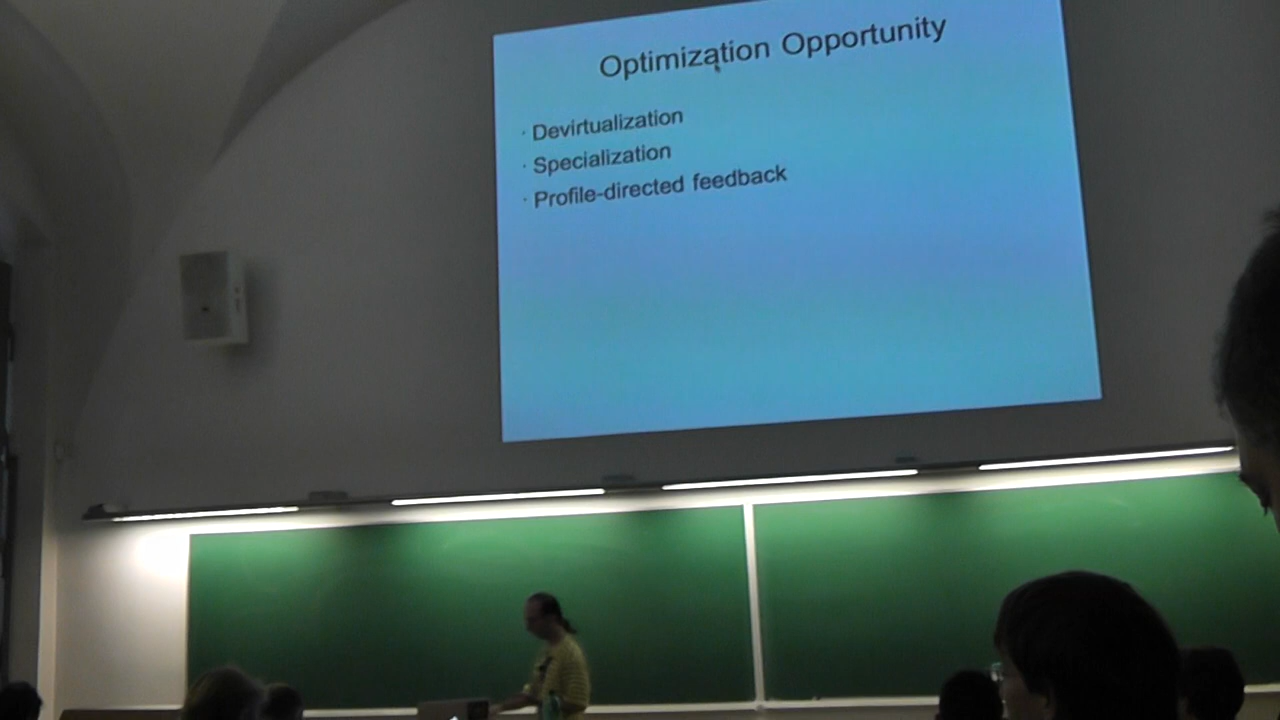 Optimization Opportunity
· Devirtualization
· Specialization
· Profile-directed feedback